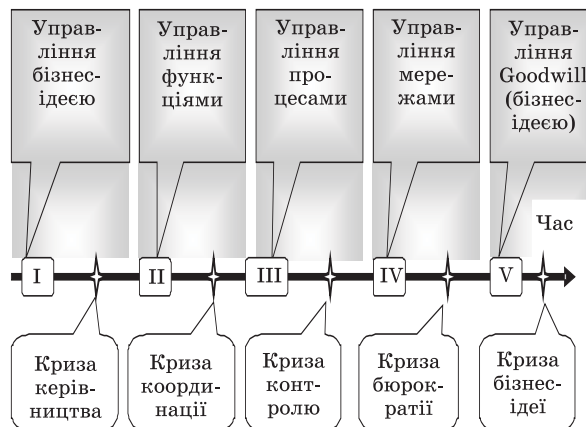 Управ-
ління
бізнес-
ідеєю
Управ-
ління
функ-
ціями
Управ-
ління
про-
цесами
Управ-
ління
мере-
жами
Управ-
ління
Goodwill
(бізнес-
ідеєю)
Час
I
II
III
IV
V
Криза
керів-
ництва
Криза
коорди-
нації
Криза
конт-
ролю
Криза
бюрок-
ратії
Криза
бізнес-
ідеї